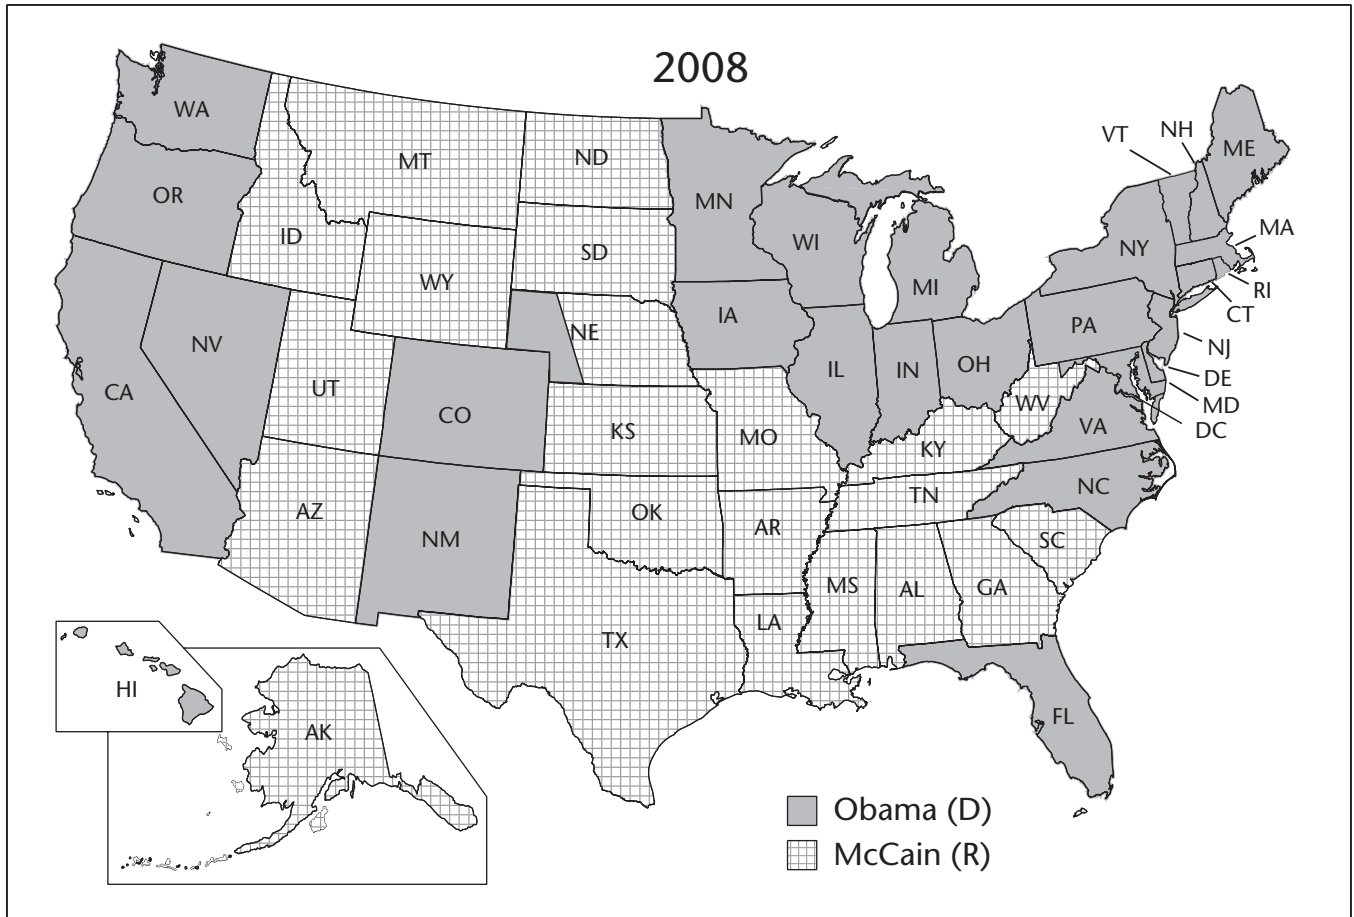 2008
WA
MT
ND
MN
VT
NH
ME
OR
ID
SD
WI
MI
NY
MA
RI
CT
WY
NE
IA
PA
NJ
NV
UT
CO
IL
IN
OH
DE
MD
DC
CA
KS
MO
WV
VA
KY
AZ
NM
OK
AR
TN
NC
SC
TX
LA
MS
AL
GA
HI
AK
FL
Obama (D)
McCain (R)